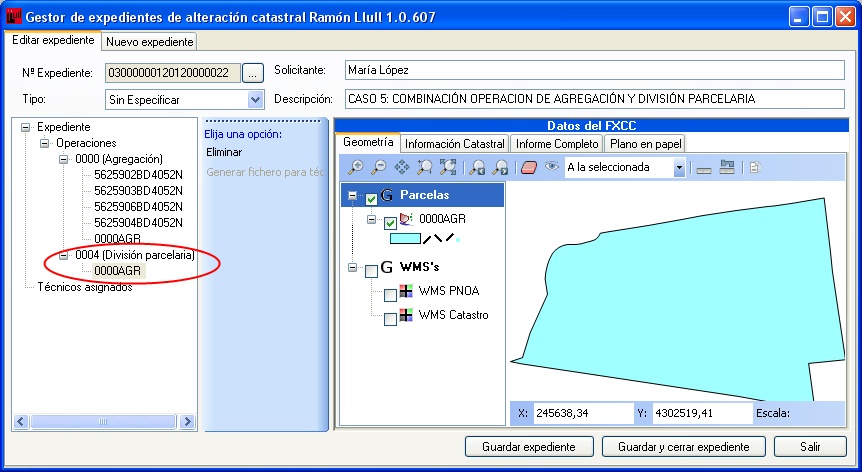 Llull Gestor de expedientes de alteración catastral Ramón Llull 1.0.607
Editar expediente Nuevo expediente
Nº Expediente: 03000000120120000022 ... Solicitante: María López
Tipo: Sin Especificar Descripción: CASO 5: COMBINACIÓN OPERACION DE AGREGACIÓN Y DIVISIÓN PARCELARIA
Expediente
Operaciones
0000 (Agregación)
5625902BD4052N
5625903BD4052N
5625906BD4052N
5625904BD4052N
0000AGR
0004 (División parcelaria)
0000AGR
Técnicos asignados
Elija una opción:
Eliminar
Generar fichero para téc
Datos del FXCC
Geometría Información Catastral Informe Completo Plano en papel
A la seleccionada
G Parcelas
0000AGR
G WMS's
WMS PNOA
WMS Catastro
X: 245638,34 Y: 4302519,41 Escala:
Guardar expediente Guardar y cerrar expediente Salir